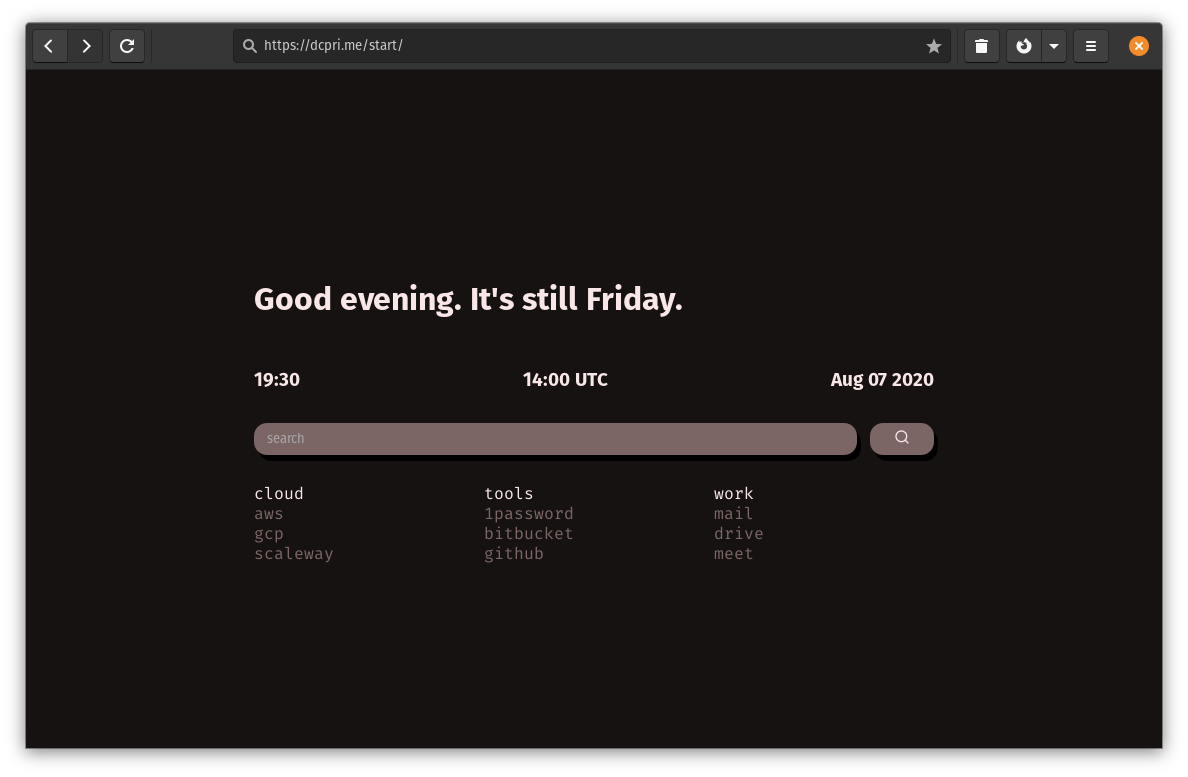 https://dcpri.me/start/
Good evening. It's still Friday.
19:30 14:00 UTC Aug 07 2020
search
cloud tools work
aws 1password mail
gcp bitbucket drive
scaleway github meet